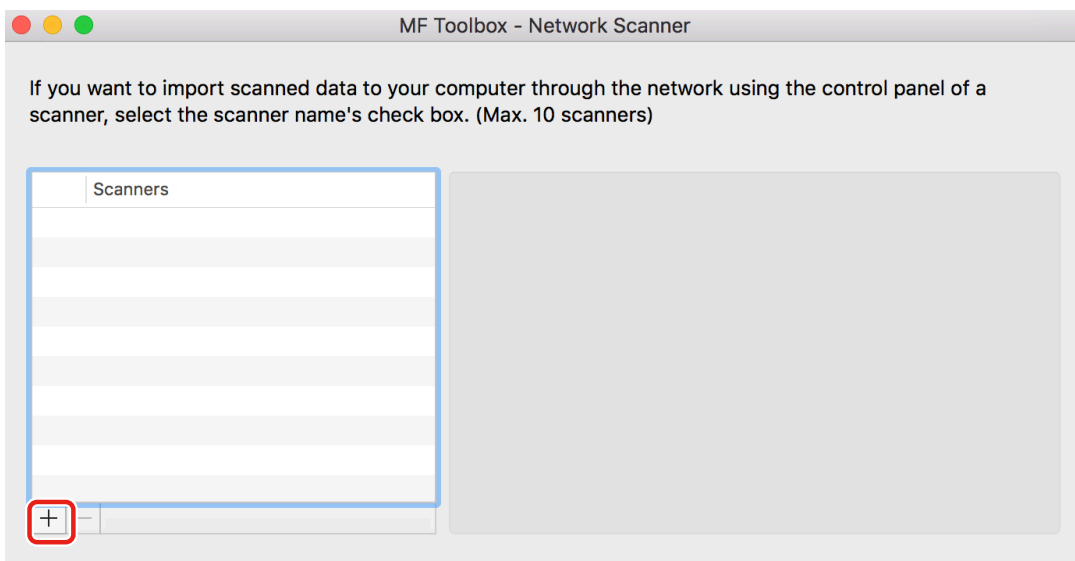 MF Toolbox - Network Scanner
If you want to import scanned data to your computer through the network using the control panel of a
scanner, select the scanner name's check box. (Max. 10 scanners)
Scanners
+ −